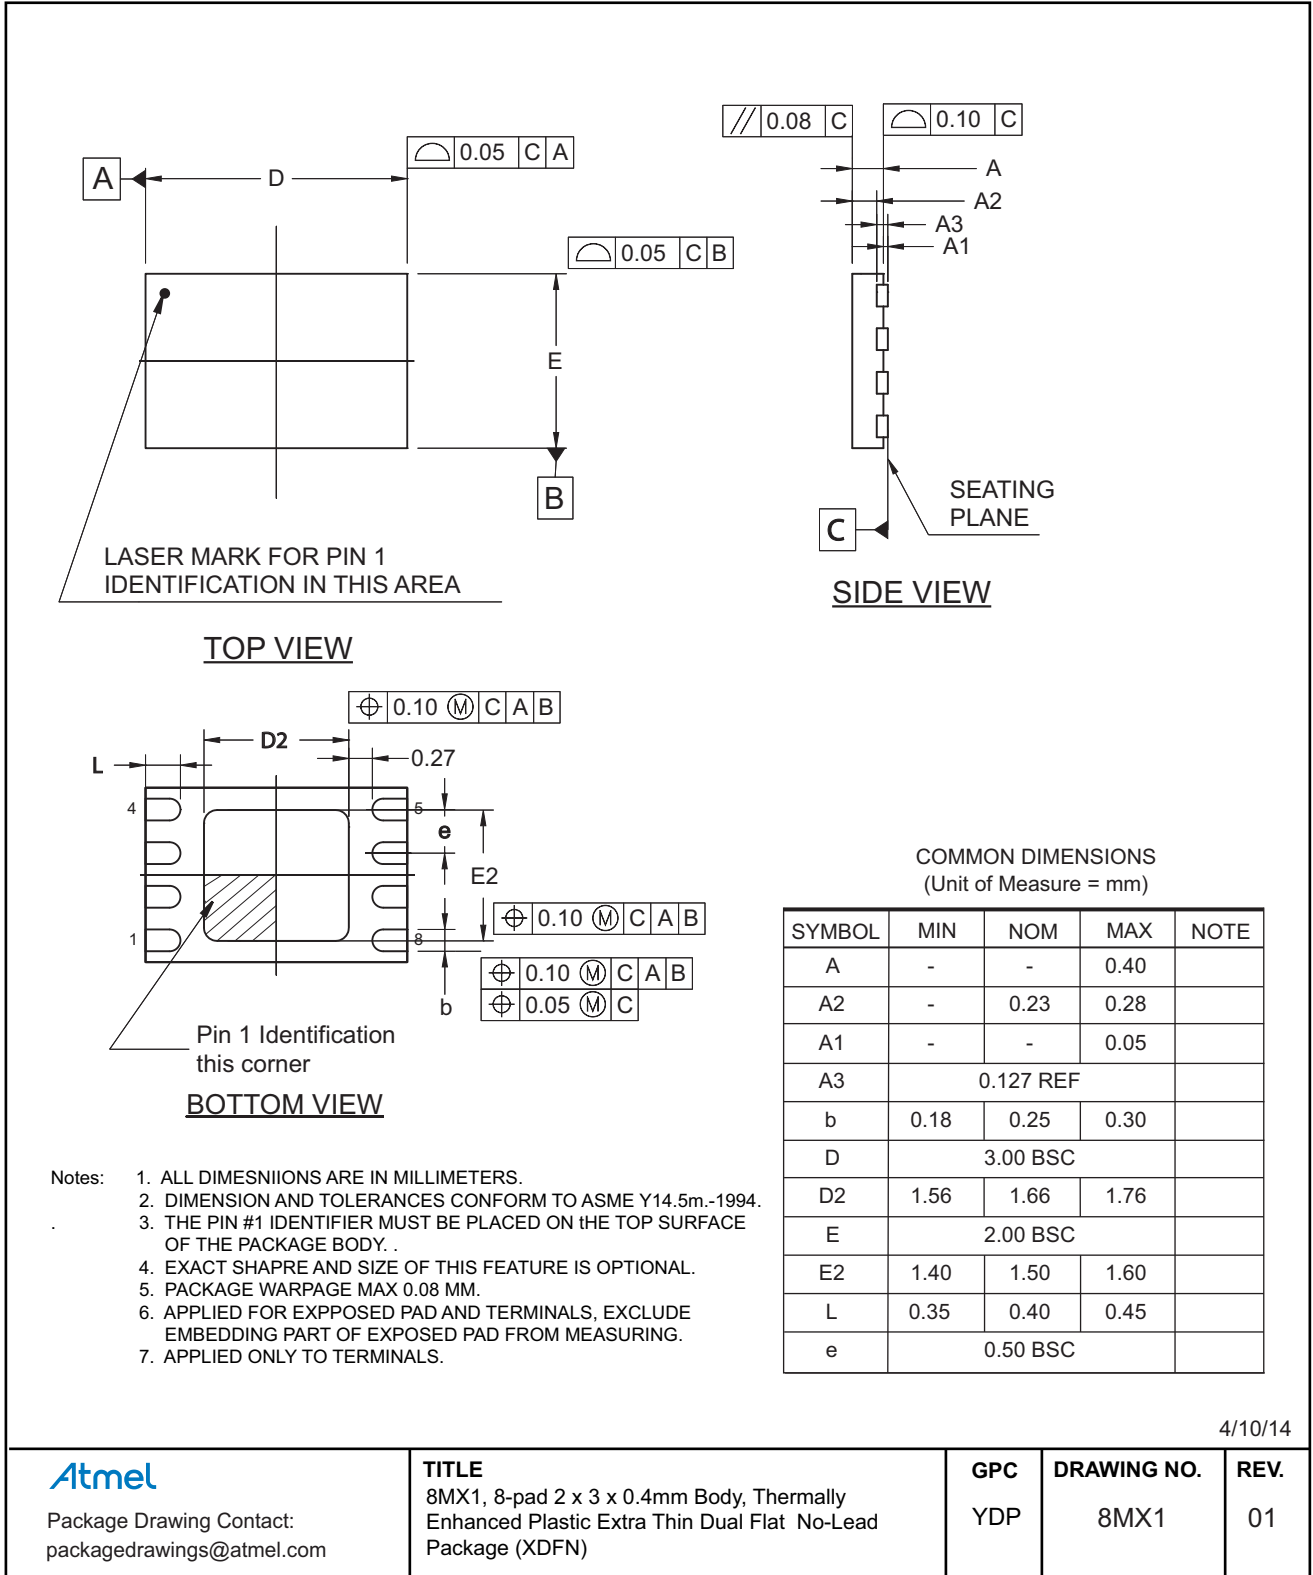 // 0.08 C
0.10 C
0.05 C A
A
D
A
A2
A3
A1
0.05 C B
E
B
SEATING
PLANE
C
LASER MARK FOR PIN 1
IDENTIFICATION IN THIS AREA
SIDE VIEW
TOP VIEW
0.10 M C A B
D2
L
0.27
4
5
e
E2
0.10 M C A B
1
8
0.10 M C A B
0.05 M C
b
Pin 1 Identification
this corner
BOTTOM VIEW
COMMON DIMENSIONS
(Unit of Measure = mm)
SYMBOL MIN NOM MAX NOTE
A - - 0.40
A2 - 0.23 0.28
A1 - - 0.05
A3 0.127 REF
b 0.18 0.25 0.30
D 3.00 BSC
D2 1.56 1.66 1.76
E 2.00 BSC
E2 1.40 1.50 1.60
L 0.35 0.40 0.45
e 0.50 BSC
Notes: 1. ALL DIMESNIIONS ARE IN MILLIMETERS.
2. DIMENSION AND TOLERANCES CONFORM TO ASME Y14.5m.-1994.
. 3. THE PIN #1 IDENTIFIER MUST BE PLACED ON tHE TOP SURFACE
OF THE PACKAGE BODY. .
4. EXACT SHAPRE AND SIZE OF THIS FEATURE IS OPTIONAL.
5. PACKAGE WARPAGE MAX 0.08 MM.
6. APPLIED FOR EXPPOSED PAD AND TERMINALS, EXCLUDE
EMBEDDING PART OF EXPOSED PAD FROM MEASURING.
7. APPLIED ONLY TO TERMINALS.
4/10/14
Atmel
Package Drawing Contact:
packagedrawings@atmel.com
TITLE
8MX1, 8-pad 2 x 3 x 0.4mm Body, Thermally
Enhanced Plastic Extra Thin Dual Flat No-Lead
Package (XDFN)
GPC
YDP
DRAWING NO.
8MX1
REV.
01